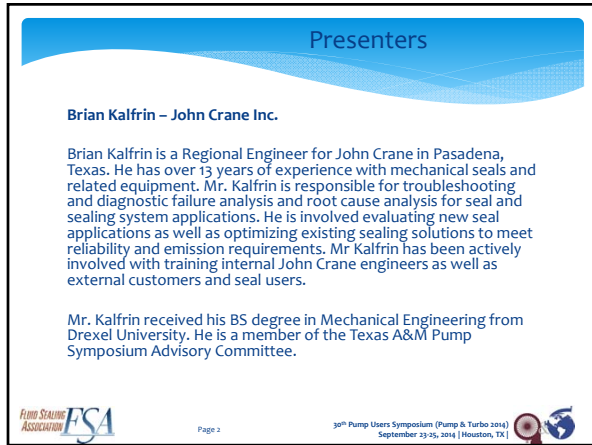 Presenters
Brian Kalfrin – John Crane Inc.
Brian Kalfrin is a Regional Engineer for John Crane in Pasadena,
Texas. He has over 13 years of experience with mechanical seals and
related equipment. Mr. Kalfrin is responsible for troubleshooting
and diagnostic failure analysis and root cause analysis for seal and
sealing system applications. He is involved evaluating new seal
applications as well as optimizing existing sealing solutions to meet
reliability and emission requirements. Mr Kalfrin has been actively
involved with training internal John Crane engineers as well as
external customers and seal users.
Mr. Kalfrin received his BS degree in Mechanical Engineering from
Drexel University. He is a member of the Texas A&M Pump
Symposium Advisory Committee.
FLUID SEALING
ASSOCIATION
FSA
Page 2
30th Pump Users Symposium (Pump & Turbo 2014)
September 23-25, 2014 | Houston, TX |